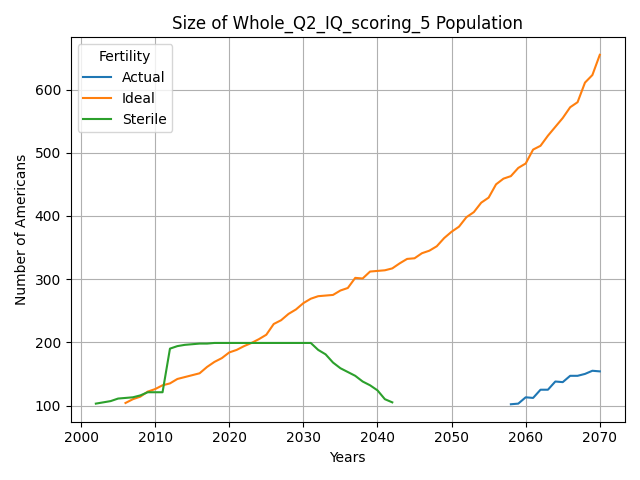 Size of Whole_Q2_IQ_scoring_5 Population
Fertility
Actual
Ideal
Sterile
Number of Americans
600
500
400
300
200
100
2000 2010 2020 2030 2040 2050 2060 2070
Years